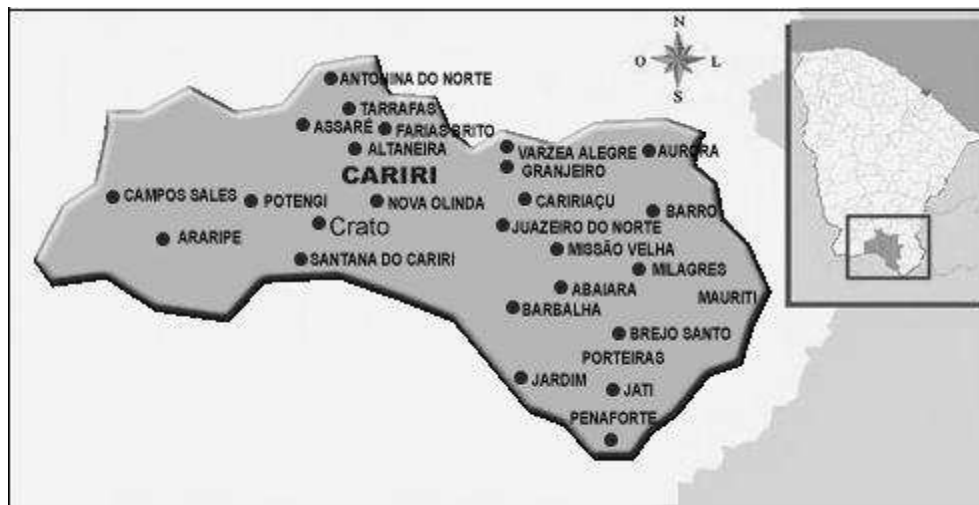 N
O L
S
ANTONINA DO NORTE
TARRAFAS
ASSARÉ
FARIAS BRITO
ALTANEIRA
VARZEA ALEGRE
AURORA
GRANJEIRO
CARIRI
CAMPOS SALES
POTENGI
NOVA OLINDA
CARIRIAÇU
BARRO
Crato
JUAZEIRO DO NORTE
ARARIPE
MISSÃO VELHA
SANTANA DO CARIRI
MILAGRES
ABAIARA
MAURITI
BARBALHA
BREJO SANTO
PORTEIRAS
JARDIM
JATI
PENAFORTE